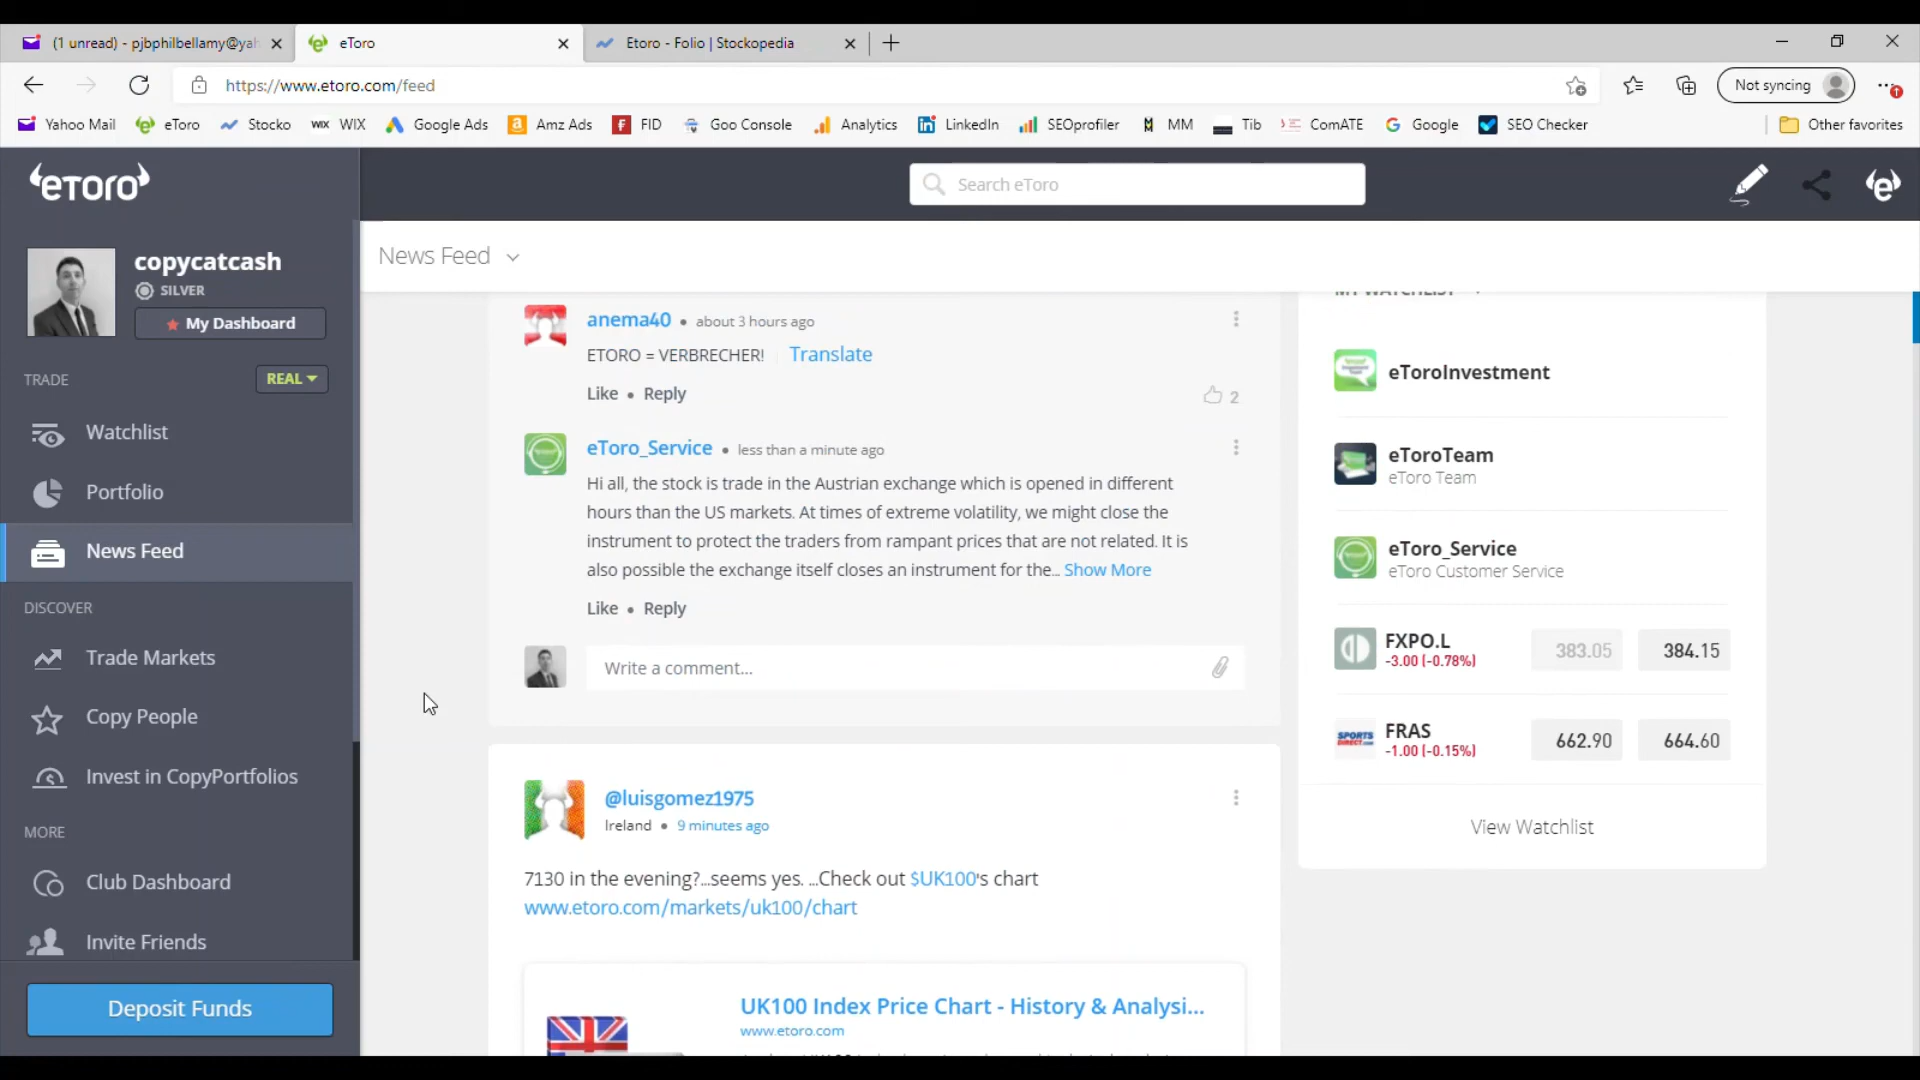 (1 unread) - pjbphilbellamy@yah
eToro
Etoro - Folio | Stockopedia
https://www.etoro.com/feed
Not syncing
Yahoo Mail
eToro
Stocko
WIX WIX
Google Ads
Amz Ads
FID
Goo Console
Analytics
LinkedIn
SEOprofiler
MM
Tib
ComATE
Google
SEO Checker
Other favorites
eToro
Search eToro
copycatcash
SILVER
My Dashboard
TRADE
REAL
Watchlist
Portfolio
News Feed
DISCOVER
Trade Markets
Copy People
Invest in CopyPortfolios
MORE
Club Dashboard
Invite Friends
Deposit Funds
News Feed
anema40 • about 3 hours ago
ETORO = VERBRECHER! Translate
Like • Reply
2
eToro_Service • less than a minute ago
Hi all, the stock is trade in the Austrian exchange which is opened in different
hours than the US markets. At times of extreme volatility, we might close the
instrument to protect the traders from rampant prices that are not related. It is
also possible the exchange itself closes an instrument for the... Show More
Like • Reply
Write a comment...
@luisgomez1975
Ireland • 9 minutes ago
7130 in the evening?...seems yes. ...Check out $UK100's chart
www.etoro.com/markets/uk100/chart
UK100 Index Price Chart - History & Analysi...
www.etoro.com
MY WATCHLIST
eToroInvestment
eToroTeam
eToro Team
eToro_Service
eToro Customer Service
FXPO.L
-3.00 (-0.78%)
383.05
384.15
SPORTS
DIRECT.com
FRAS
-1.00 (-0.15%)
662.90
664.60
View Watchlist